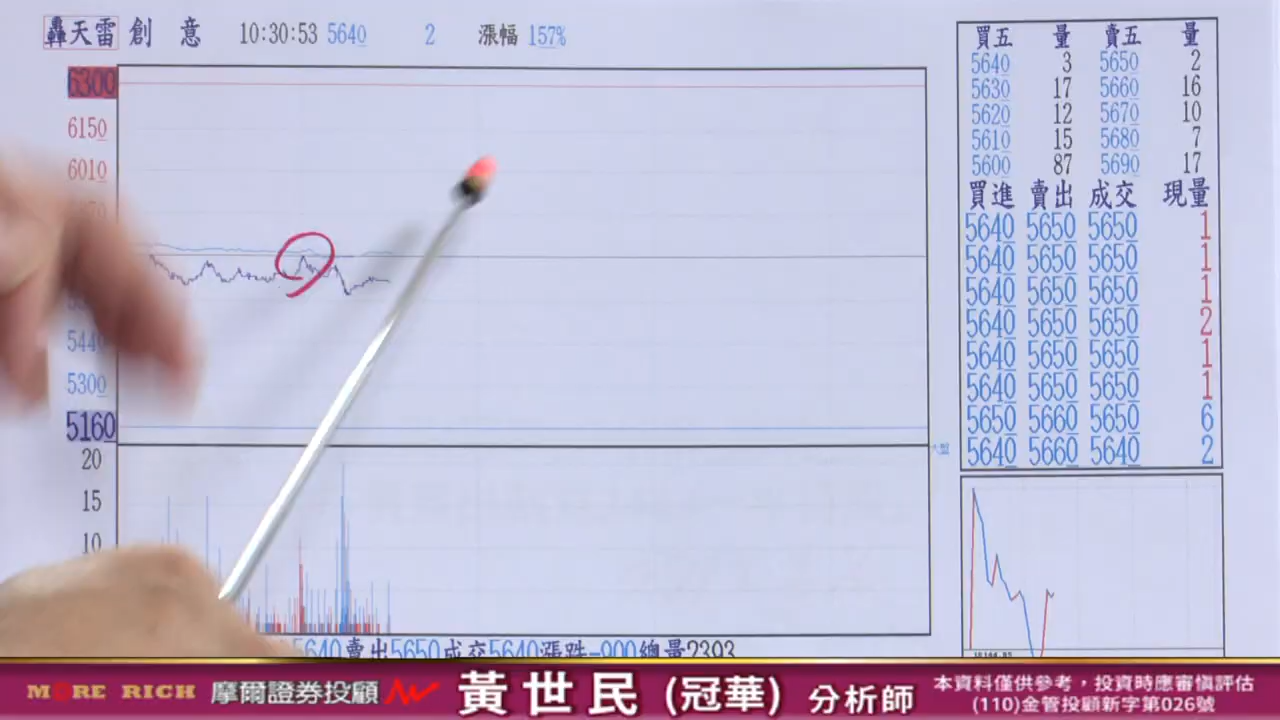 轟天雷 創 意 10:30:53 5640 2 漲幅 157%
6300
6150
6010
5300
5160
20
15
10
買五 量 賣五 量
5640 3 5650 2
5630 17 5660 16
5620 12 5670 10
5610 15 5680 7
5600 87 5690 17
買進 賣出 成交 現量
5640 5650 5650 1
5640 5650 5650 1
5640 5650 5650 1
5640 5650 5650 2
5640 5650 5650 1
5640 5650 5650 1
5650 5660 5650 6
5640 5660 5640 2
大盤
5640賣出5650成交5640漲跌-900總量2393
MORE RICH 摩爾證券投顧 黃世民 (冠華) 分析師
本資料僅供參考，投資時應審慎評估
(110)金管投顧新字第026號